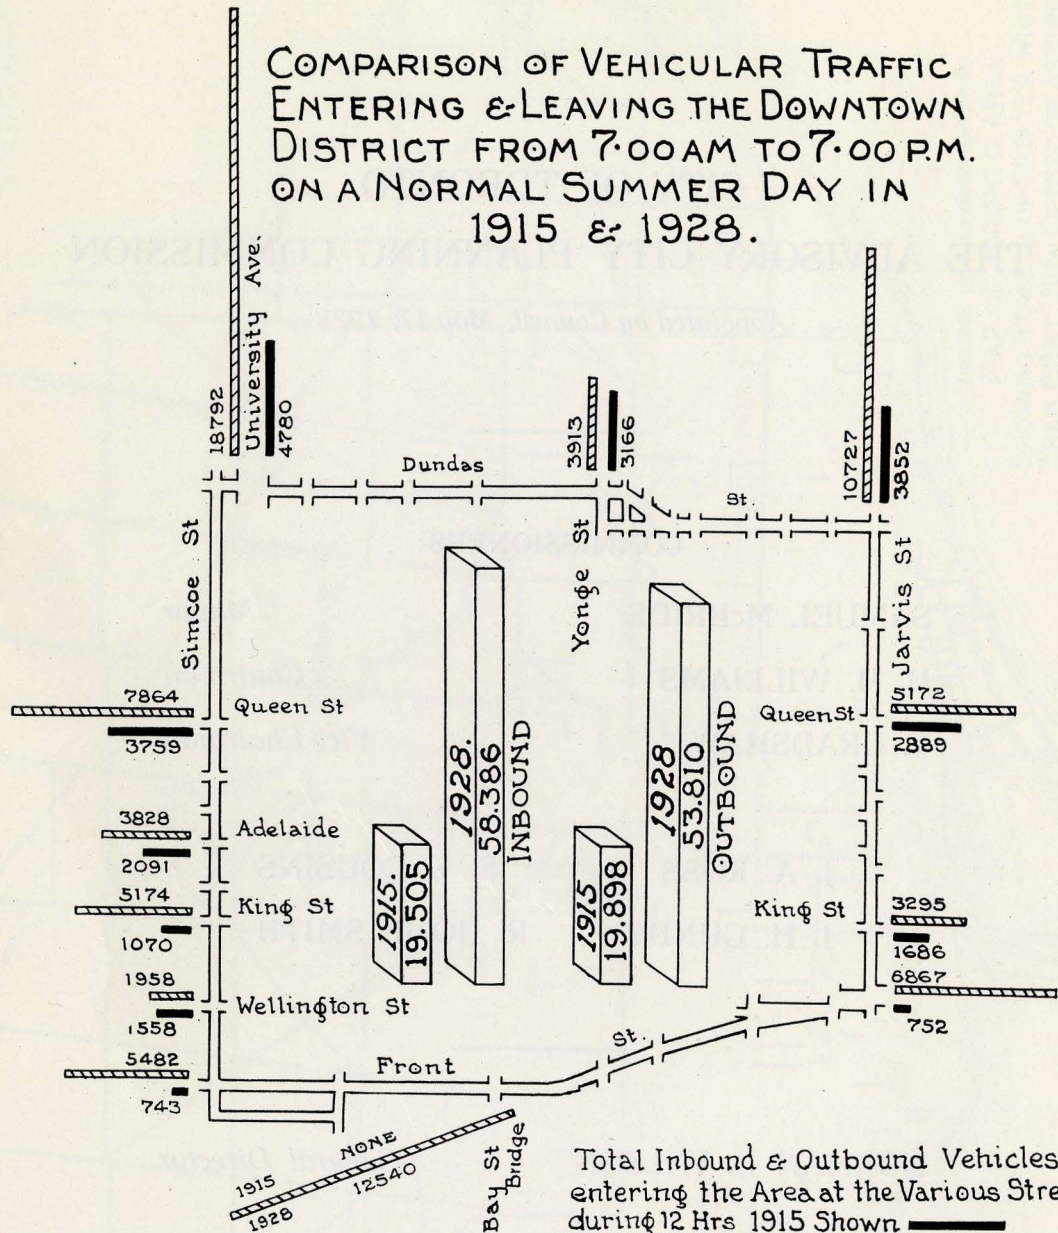 COMPARISON OF VEHICULAR TRAFFIC
ENTERING & LEAVING THE DOWNTOWN
DISTRICT FROM 7·00 AM TO 7·00 P.M.
ON A NORMAL SUMMER DAY IN
1915 & 1928.
18792
University Ave.
4780
3913
3166
10727
3852
Dundas
St.
Simcoe St
Yonge St
Jarvis St
7864
Queen St
3759
Queen St
5172
2889
3828
Adelaide
2091
5174
King St
1070
King St
3295
1686
1958
Wellington St
1558
6867
752
1915.
19.505
1928.
58.386
INBOUND
1915
19.898
1928
53.810
OUTBOUND
5482
743
Front
St.
1915
NONE
1928
12540
Bay St
Bridge
Total Inbound & Outbound Vehicles
entering the Area at the Various Stre
during 12 Hrs 1915 Shown
THE ADVISORY CITY PLANNING COMMISSION
Appointed by Council, May 17, 1928
COMMISSIONERS